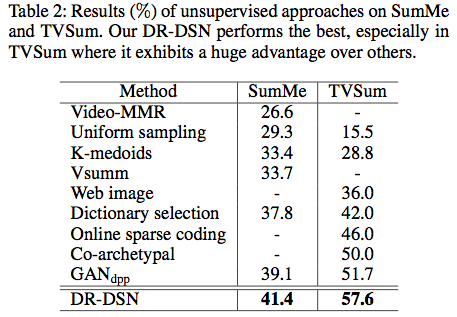 Table 2: Results (%) of unsupervised approaches on SumMe
and TVSum. Our DR-DSN performs the best, especially in
TVSum where it exhibits a huge advantage over others.
Method SumMe TVSum
Video-MMR 26.6 -
Uniform sampling 29.3 15.5
K-medoids 33.4 28.8
Vsumm 33.7 -
Web image - 36.0
Dictionary selection 37.8 42.0
Online sparse coding - 46.0
Co-archetypal - 50.0
GANdpp 39.1 51.7
DR-DSN 41.4 57.6